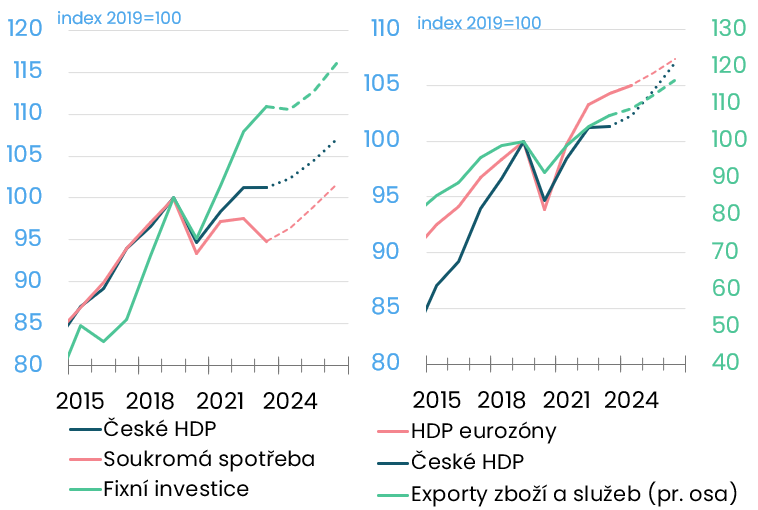 index 2019=100
120
115
110
105
100
95
90
85
80
2015 2018 2021 2024
České HDP
Soukromá spotřeba
Fixní investice
index 2019=100
110
105
100
95
90
85
80
130
120
110
100
90
80
70
60
50
40
2015 2018 2021 2024
HDP eurozóny
České HDP
Exporty zboží a služeb (pr. osa)